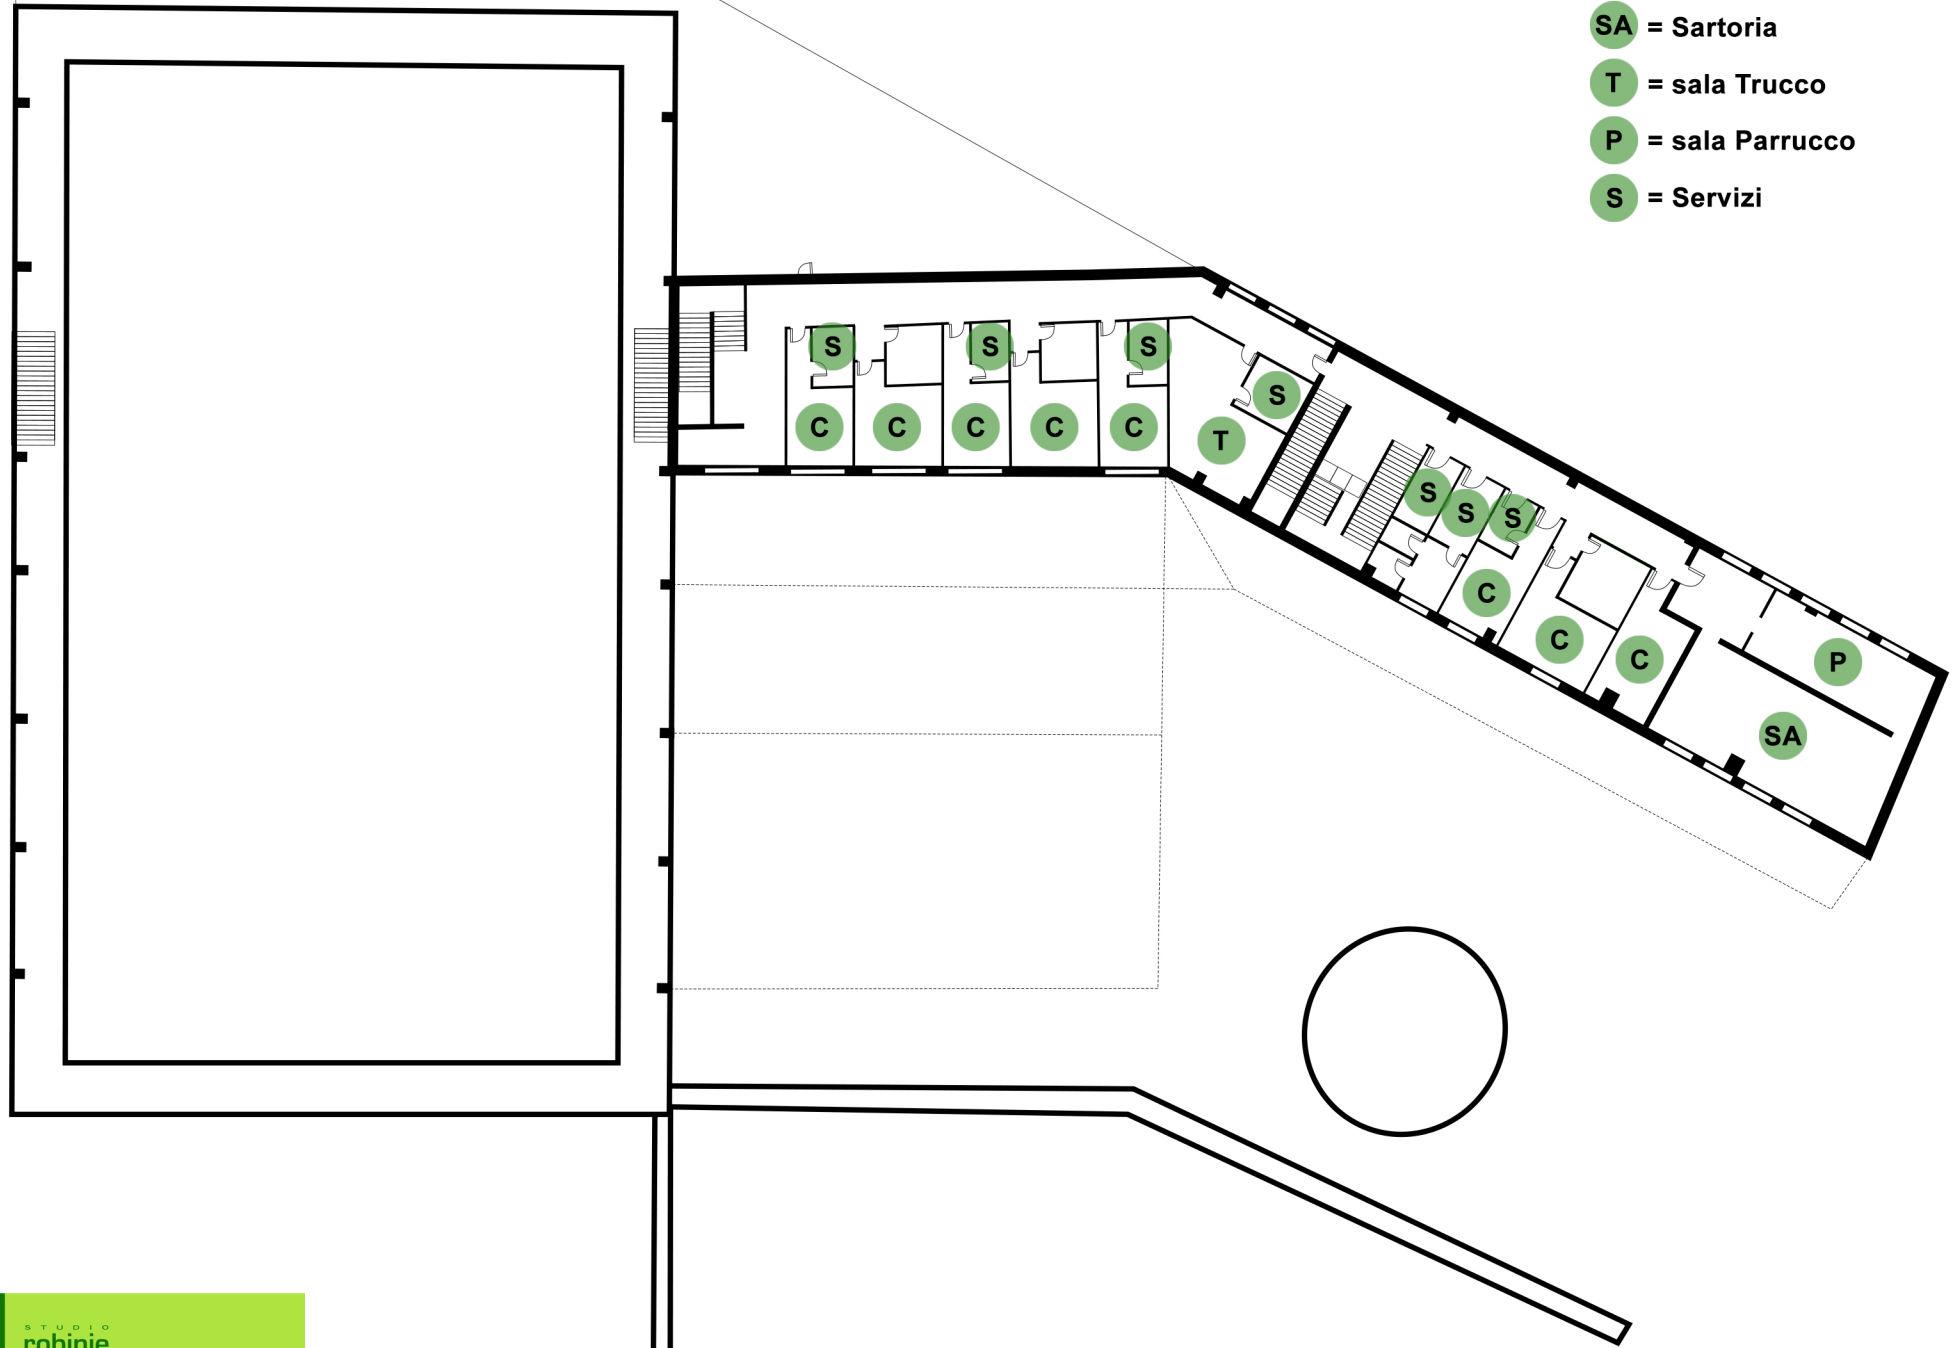 SA = Sartoria
T = sala Trucco
P = sala Parrucco
S = Servizi
S S S
C C C C C
T S
S S S
C C C
P
SA
STUDIO
robinie